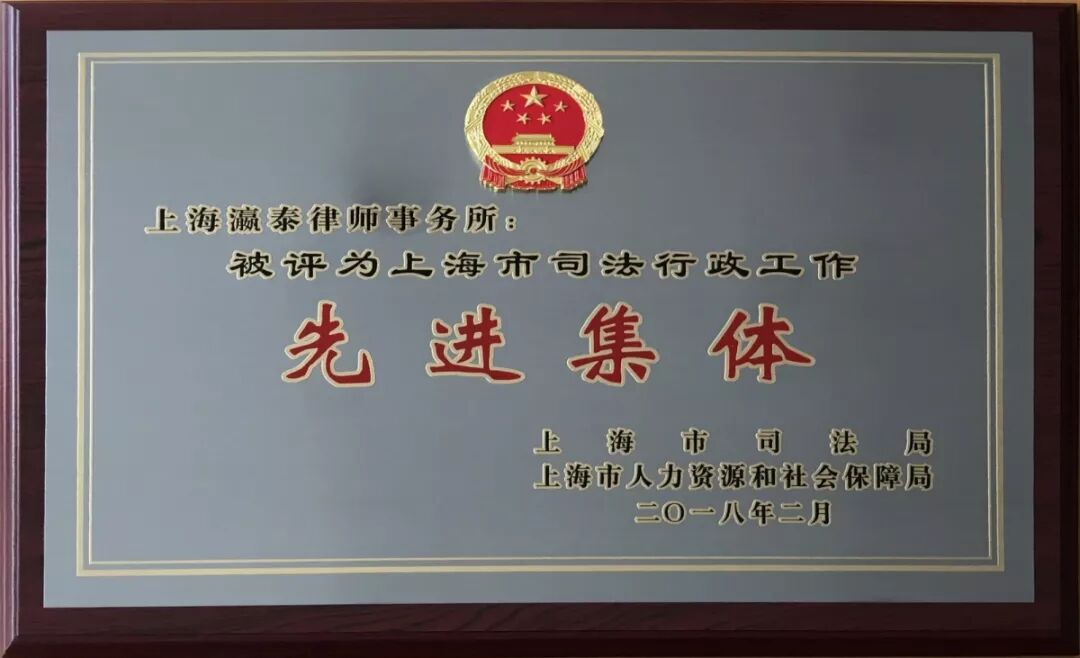 上海瀛泰律师事务所：
被评为上海市司法行政工作
先进集体
上海市司法局
上海市人力资源和社会保障局
二〇一八年二月